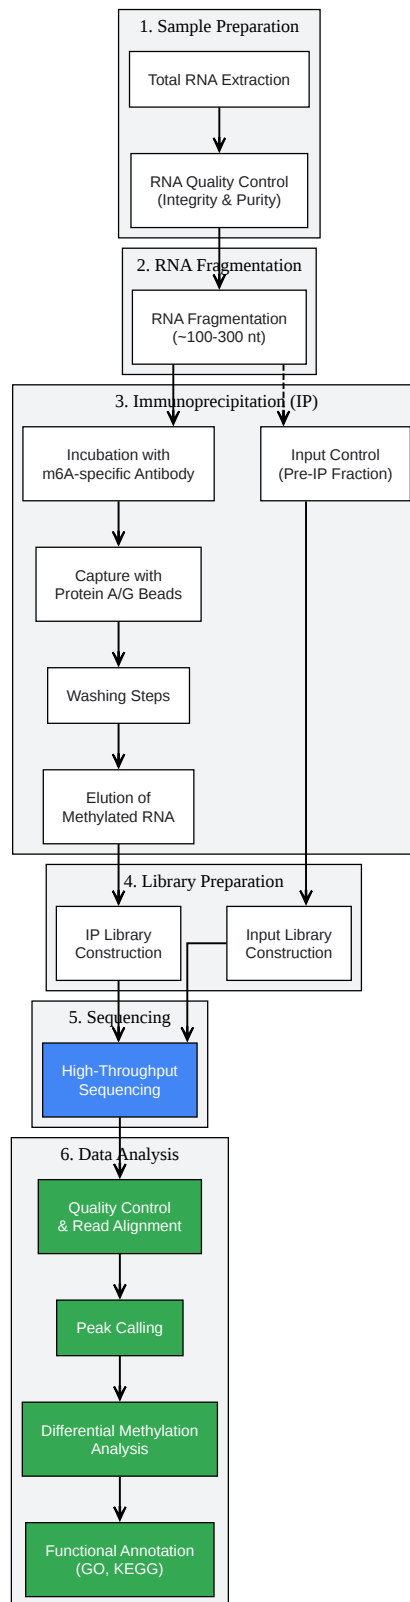 1. Sample Preparation
Total RNA Extraction
RNA Quality Control
(Integrity & Purity)
2. RNA Fragmentation
RNA Fragmentation
(~100-300 nt)
3. Immunoprecipitation (IP)
Incubation with
m6A-specific Antibody
Input Control
(Pre-IP Fraction)
Capture with
Protein A/G Beads
Washing Steps
Elution of
Methylated RNA
4. Library Preparation
IP Library
Construction
Input Library
Construction
5. Sequencing
High-Throughput
Sequencing
6. Data Analysis
Quality Control
& Read Alignment
Peak Calling
Differential Methylation
Analysis
Functional Annotation
(GO, KEGG)